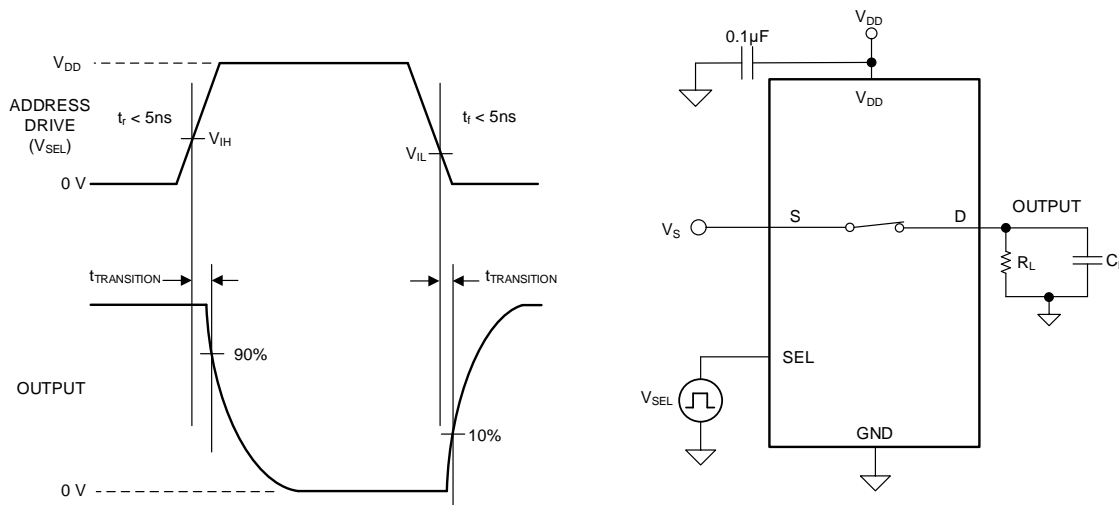 V_DD
ADDRESS
DRIVE
(V_SEL)
t_r < 5ns
V_IH
t_f < 5ns
V_IL
0 V
t_TRANSITION
t_TRANSITION
90%
OUTPUT
10%
0 V
V_DD
0.1µF
V_DD
V_S
S
D
OUTPUT
R_L
SEL
V_SEL
GND